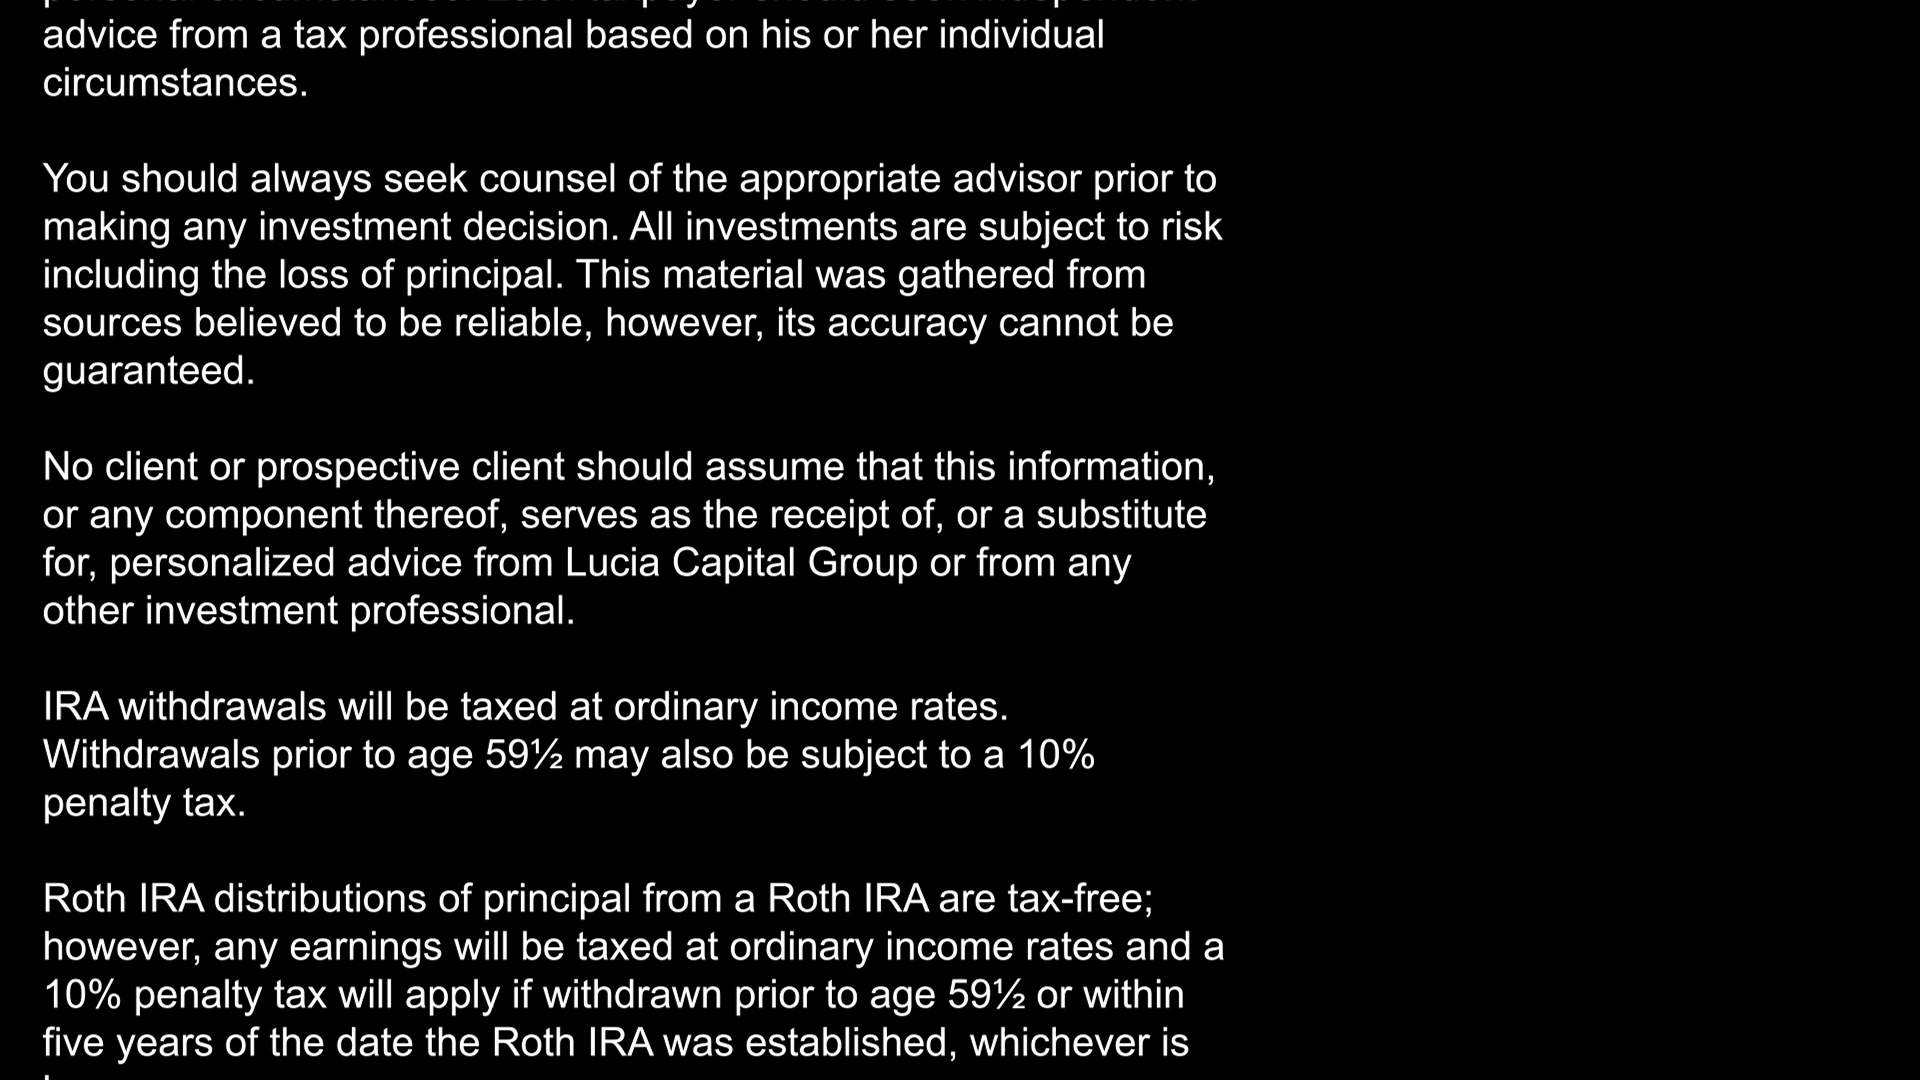 advice from a tax professional based on his or her individual
circumstances.
You should always seek counsel of the appropriate advisor prior to
making any investment decision. All investments are subject to risk
including the loss of principal. This material was gathered from
sources believed to be reliable, however, its accuracy cannot be
guaranteed.
No client or prospective client should assume that this information,
or any component thereof, serves as the receipt of, or a substitute
for, personalized advice from Lucia Capital Group or from any
other investment professional.
IRA withdrawals will be taxed at ordinary income rates.
Withdrawals prior to age 59½ may also be subject to a 10%
penalty tax.
Roth IRA distributions of principal from a Roth IRA are tax-free;
however, any earnings will be taxed at ordinary income rates and a
10% penalty tax will apply if withdrawn prior to age 59½ or within
five years of the date the Roth IRA was established, whichever is